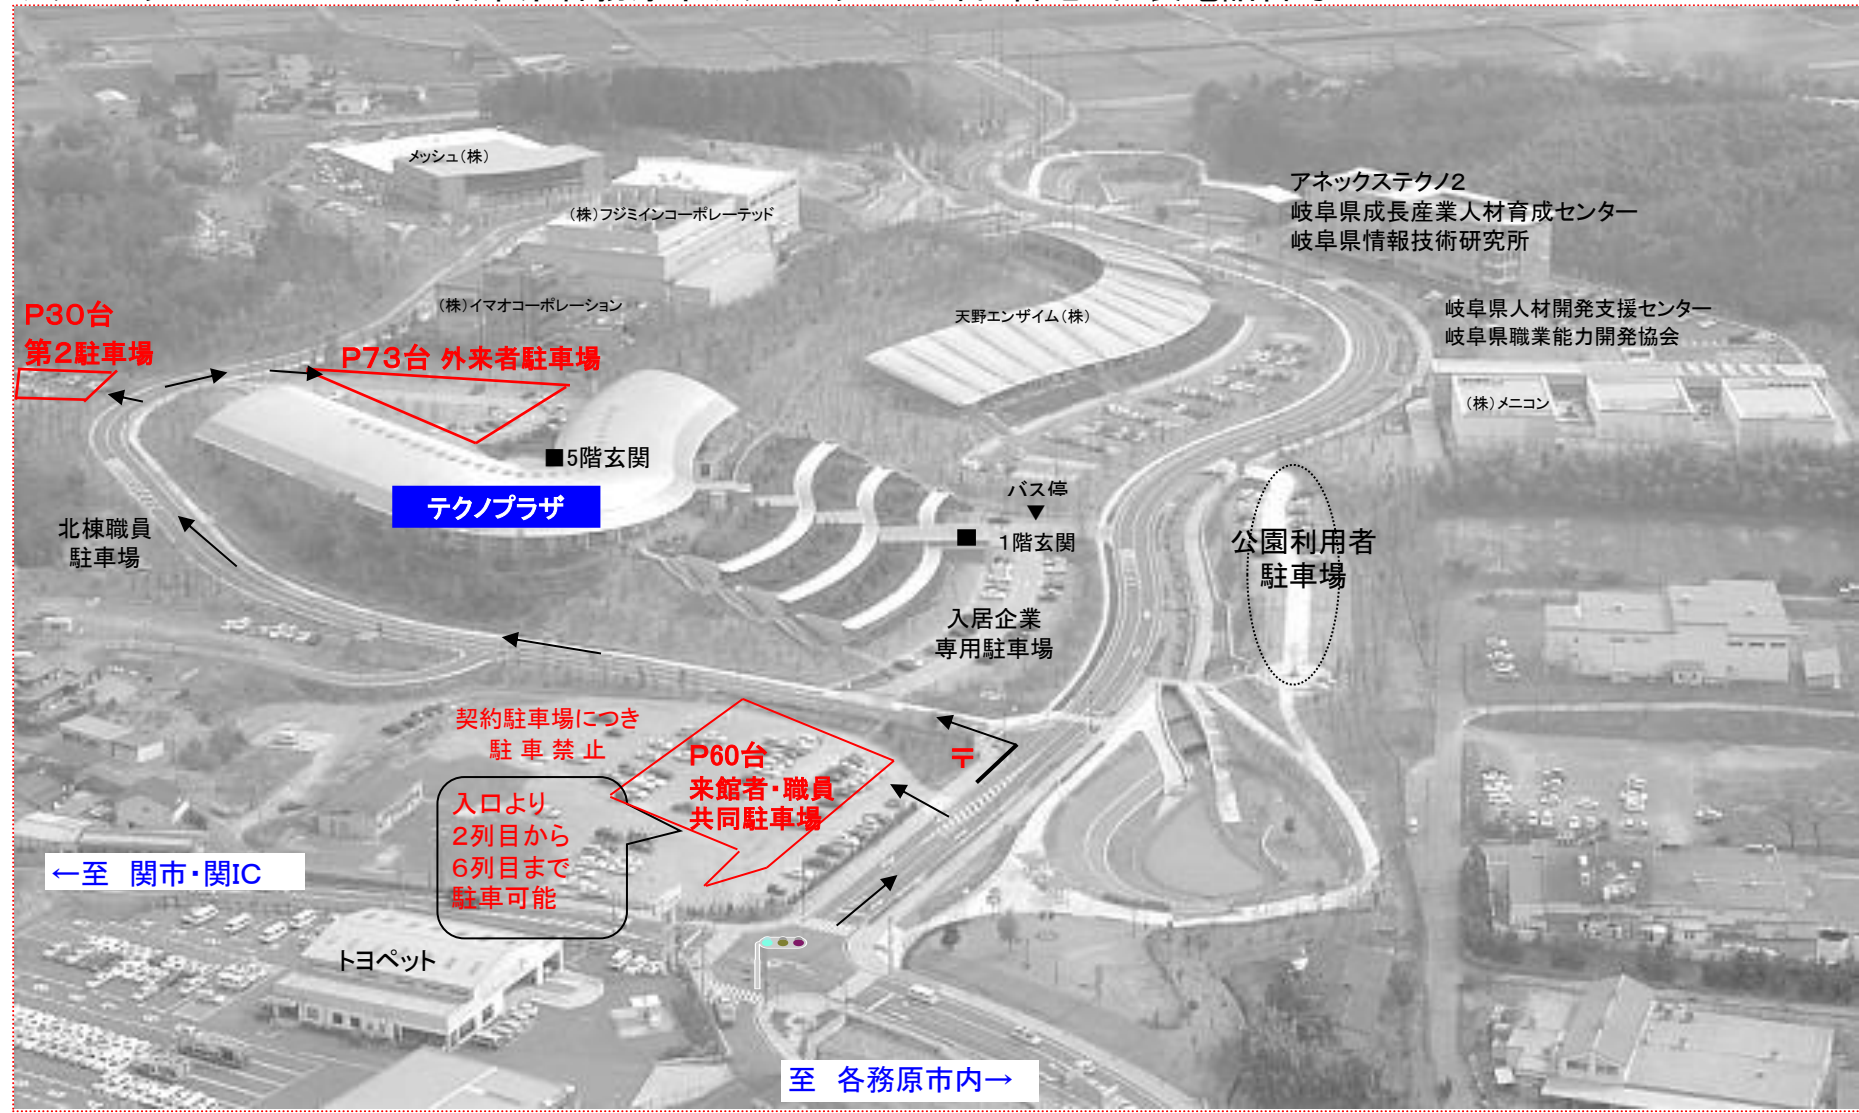 メッシュ(株)
(株)フジミインコーポレーテッド
アネックステクノ2
岐阜県成長産業人材育成センター
岐阜県情報技術研究所
(株)イマオコーポレーション
天野エンザイム(株)
岐阜県人材開発支援センター
岐阜県職業能力開発協会
P30台
第2駐車場
P73台 外来者駐車場
(株)メニコン
■5階玄関
テクノプラザ
バス停
▼
■ 1階玄関
北棟職員
駐車場
公園利用者
駐車場
入居企業
専用駐車場
契約駐車場につき
駐 車 禁 止
P60台
来館者・職員
共同駐車場
〒
入口より
2列目から
6列目まで
駐車可能
←至 関市・関IC
トヨペット
至 各務原市内→